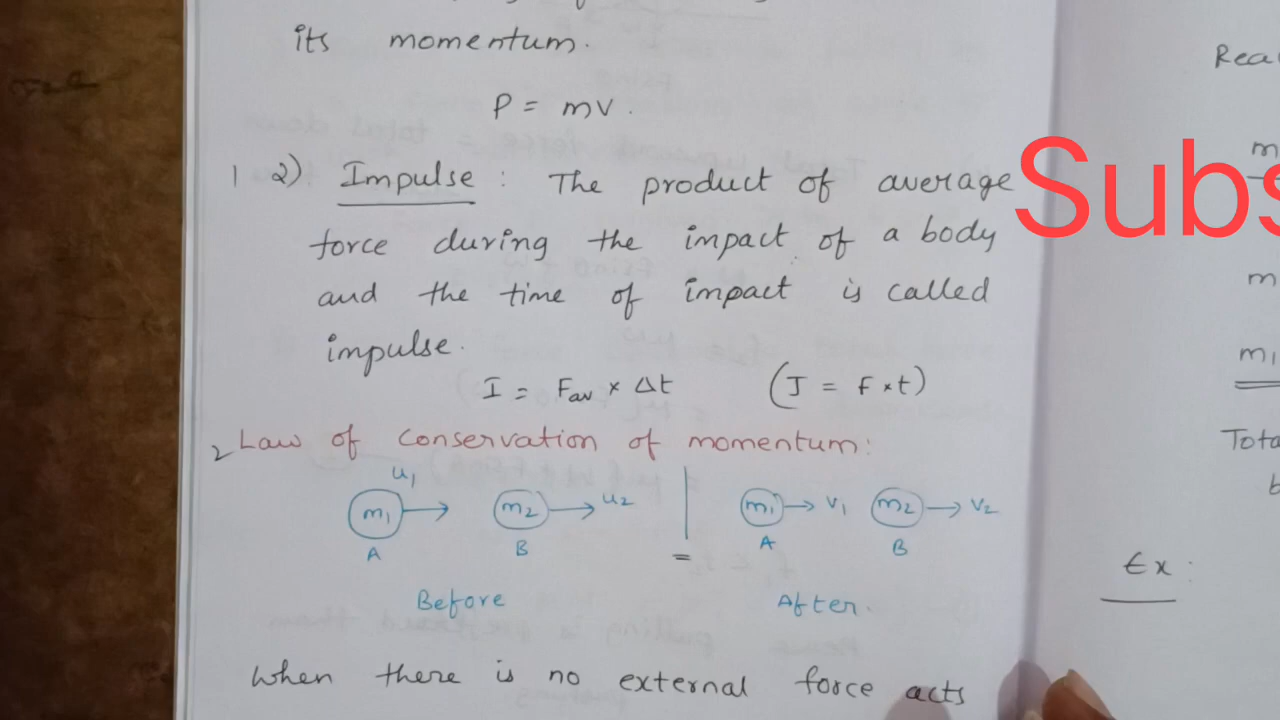 its momentum.
P = mv.
1 2) Impulse : The product of average
force during the impact of a body
and the time of impact is called
impulse.
I = Fav × Δt (J = F × t)
2 Law of conservation of momentum:
u1 u2 v1 v2
m1 m2 m1 m2
A B A B
=
Before After.
when there is no external force acts
Rea
Subs
m
m
m1
Tota
b
Ex :